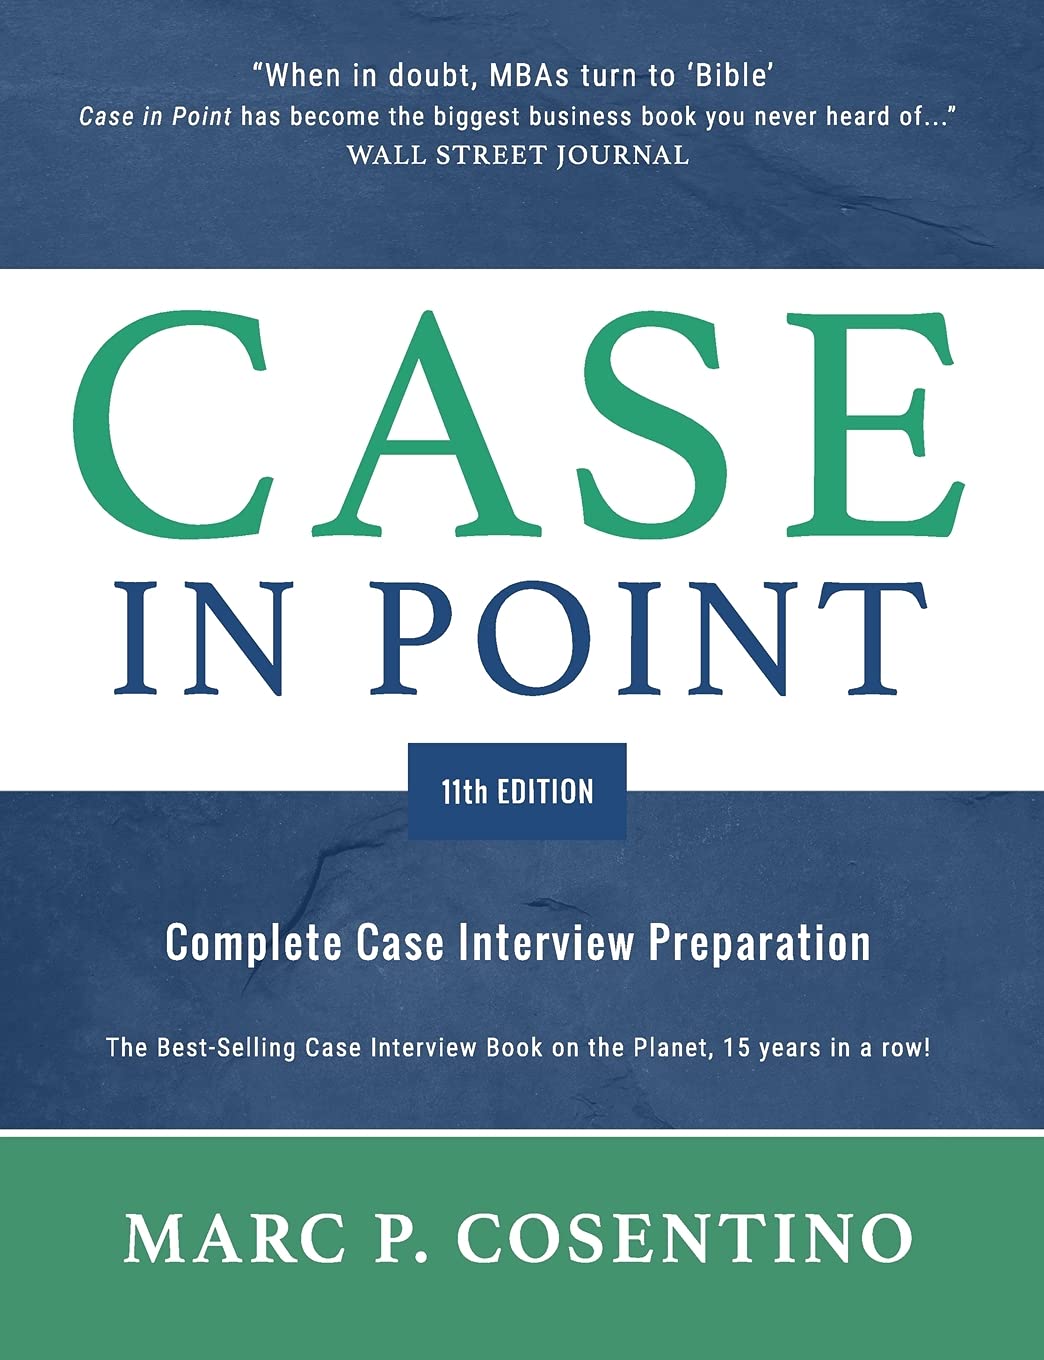 “When in doubt, MBAs turn to ‘Bible’
Case in Point has become the biggest business book you never heard of...”
WALL STREET JOURNAL
CASE
IN POINT
11th EDITION
Complete Case Interview Preparation
The Best-Selling Case Interview Book on the Planet, 15 years in a row!
MARC P. COSENTINO